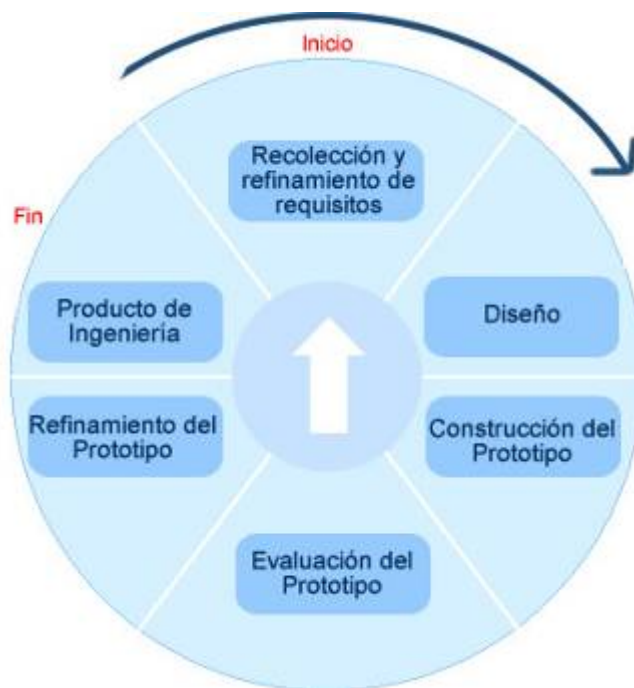 Inicio
Recolección y
refinamiento de
requisitos
Fin
Producto de
Ingeniería
Diseño
Refinamiento del
Prototipo
Construcción del
Prototipo
Evaluación del
Prototipo